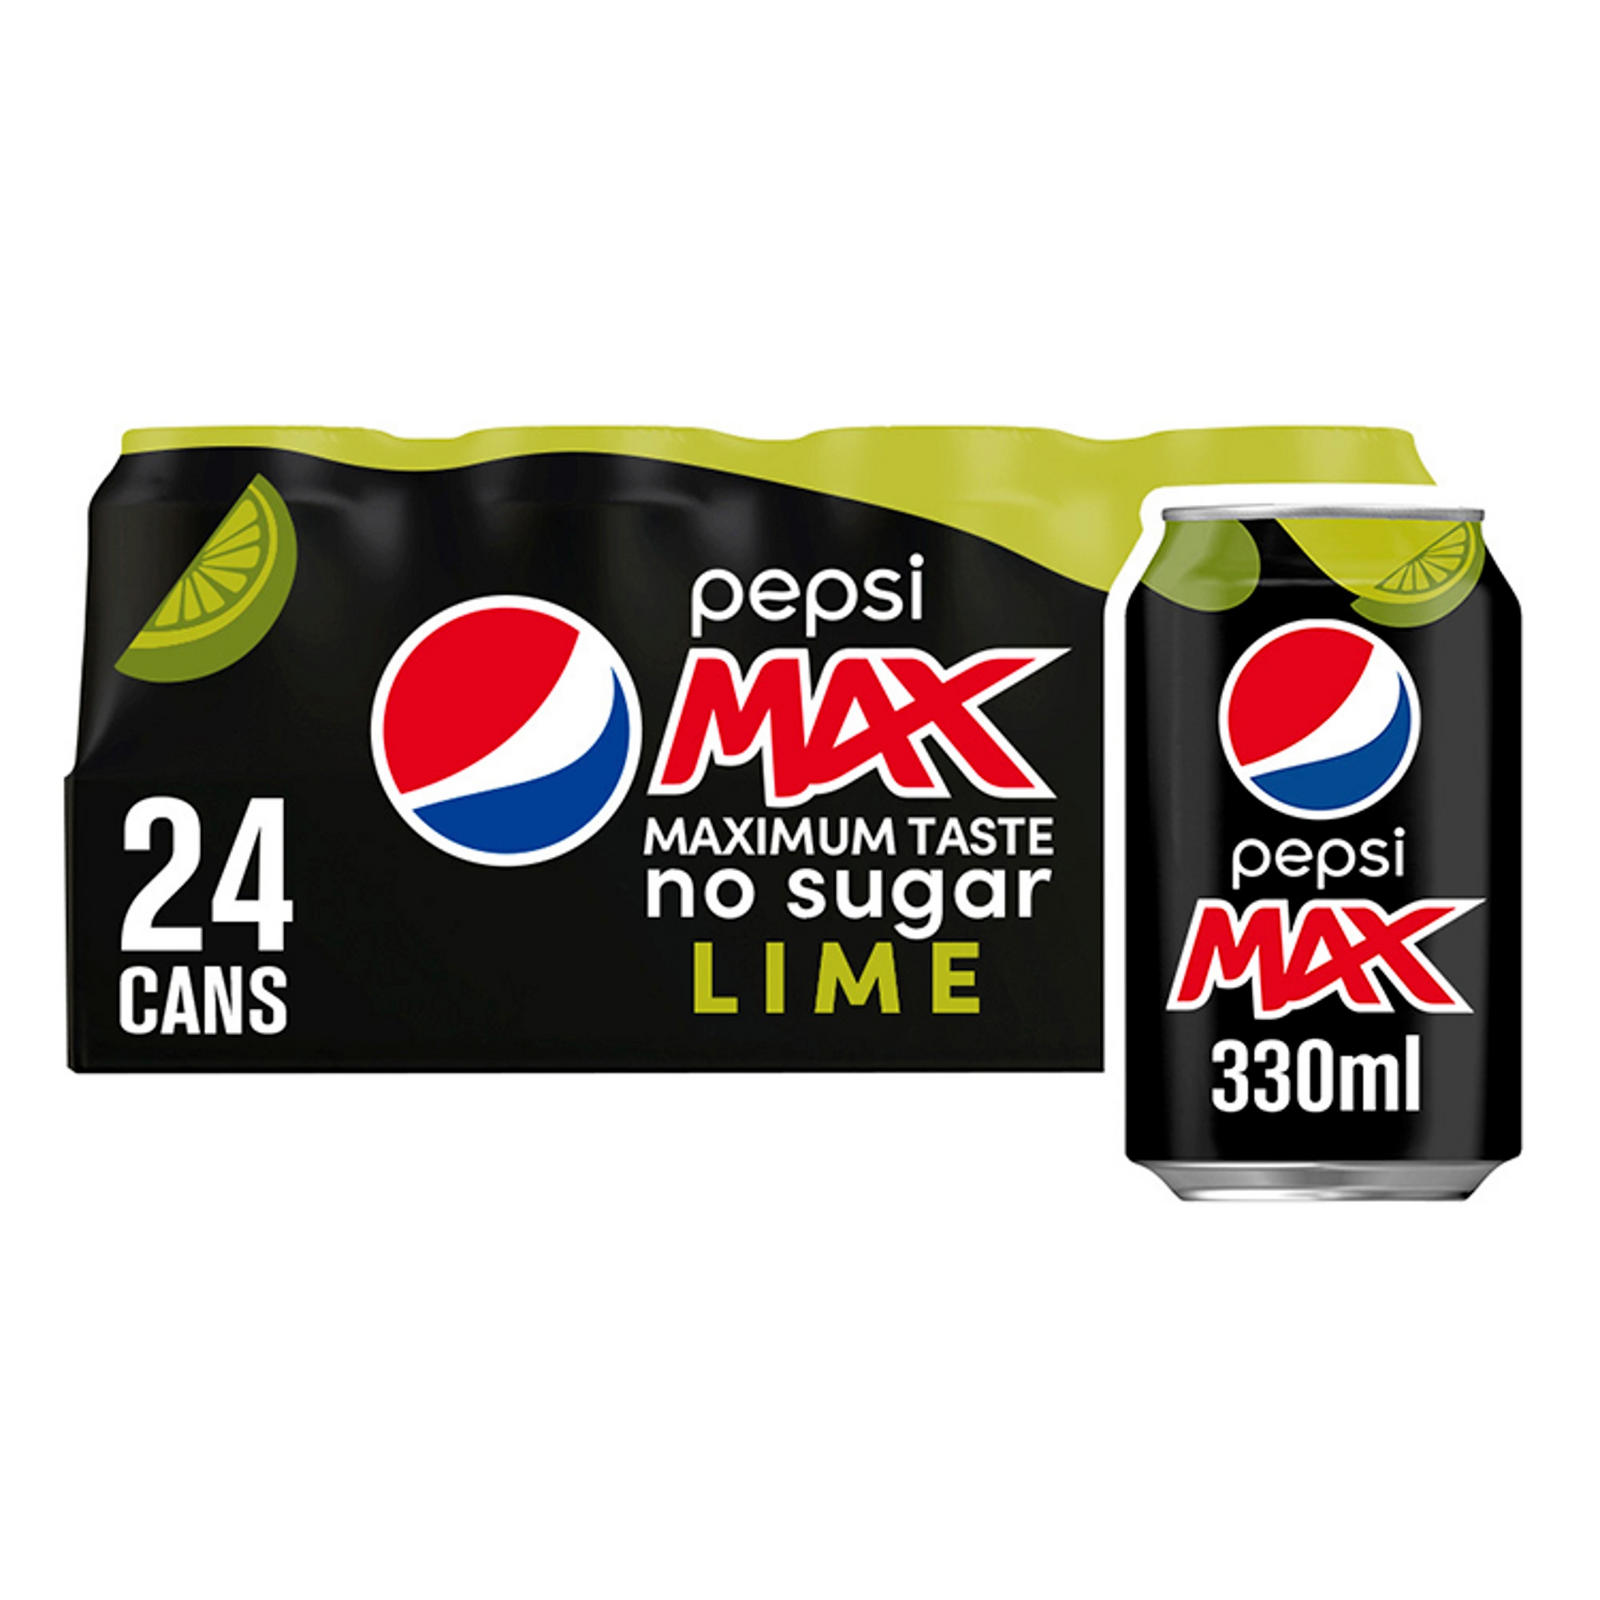 24
CANS
pepsi
MAX
MAXIMUM TASTE
no sugar
LIME
pepsi
MAX
330ml